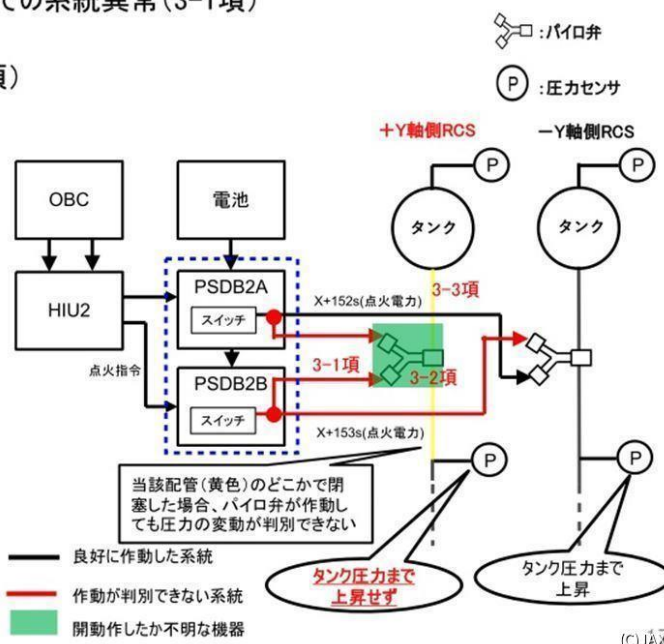 の系統異常(3-1項)
項)
:パイロ弁
P
:圧力センサ
+Y軸側RCS
-Y軸側RCS
P
P
OBC
電池
タンク
タンク
HIU2
PSDB2A
スイッチ
X+152s(点火電力)
3-3項
点火指令
3-1項
3-2項
PSDB2B
スイッチ
X+153s(点火電力)
P
P
当該配管(黄色)のどこかで閉
塞した場合、パイロ弁が作動し
ても圧力の変動が判別できない
良好に作動した系統
作動が判別できない系統
開動作したか不明な機器
タンク圧力まで
上昇せず
タンク圧力まで
上昇